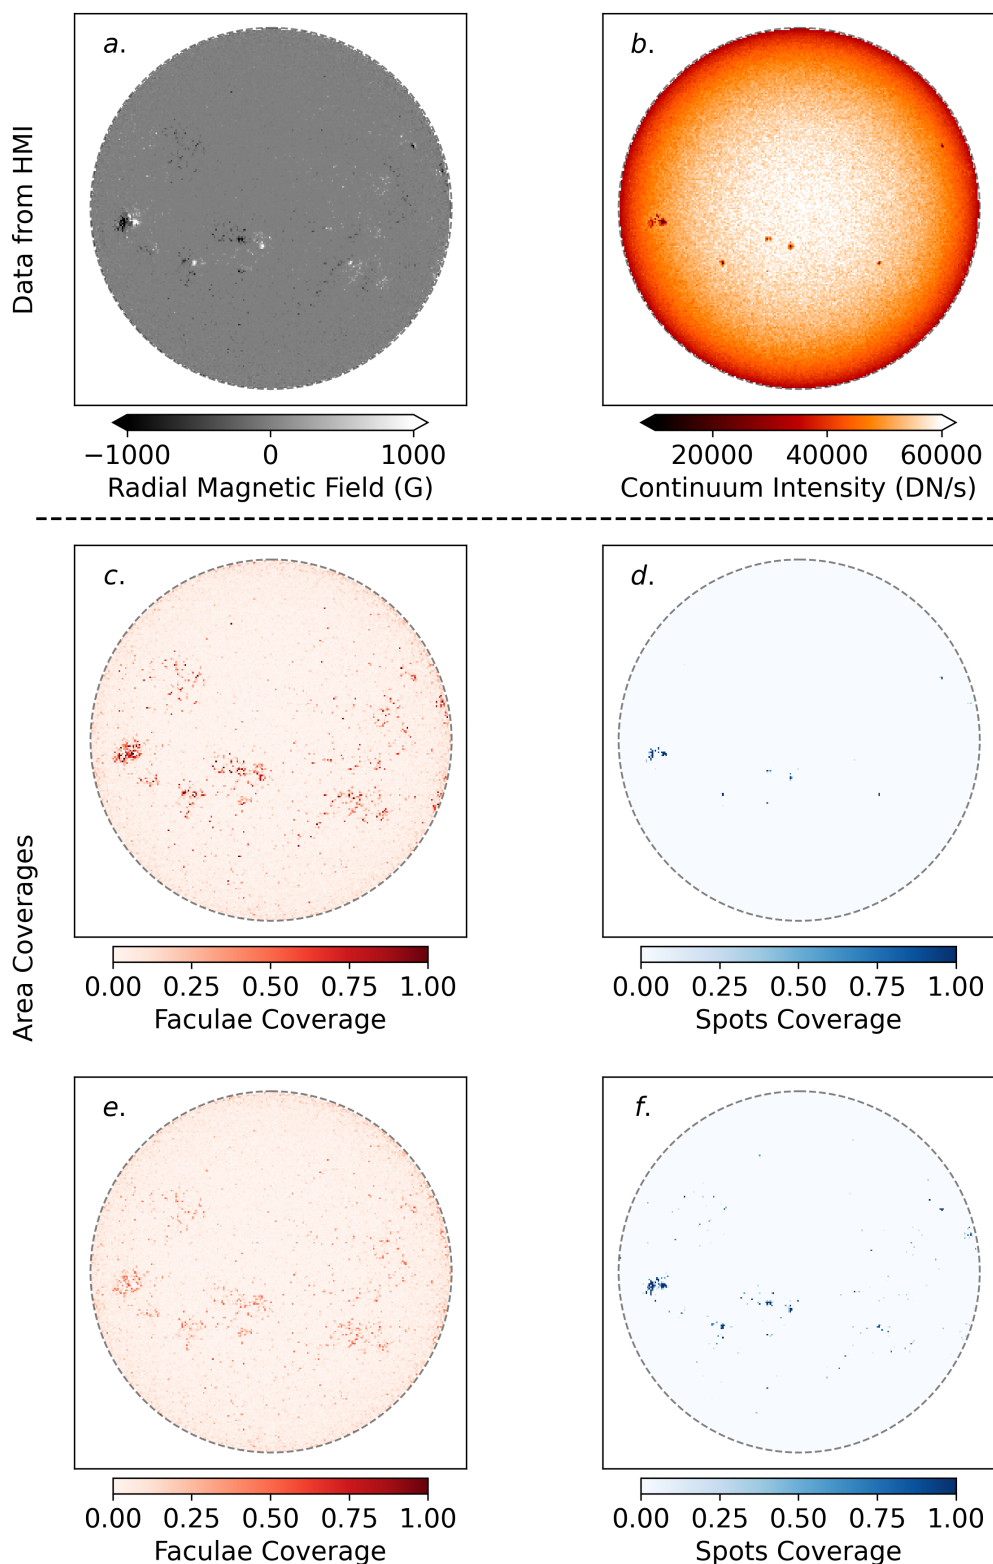 a.
b.
Data from HMI
−1000 0 1000
Radial Magnetic Field (G)
20000 40000 60000
Continuum Intensity (DN/s)
c.
d.
Area Coverages
0.00 0.25 0.50 0.75 1.00
Faculae Coverage
0.00 0.25 0.50 0.75 1.00
Spots Coverage
e.
f.
0.00 0.25 0.50 0.75 1.00
Faculae Coverage
0.00 0.25 0.50 0.75 1.00
Spots Coverage